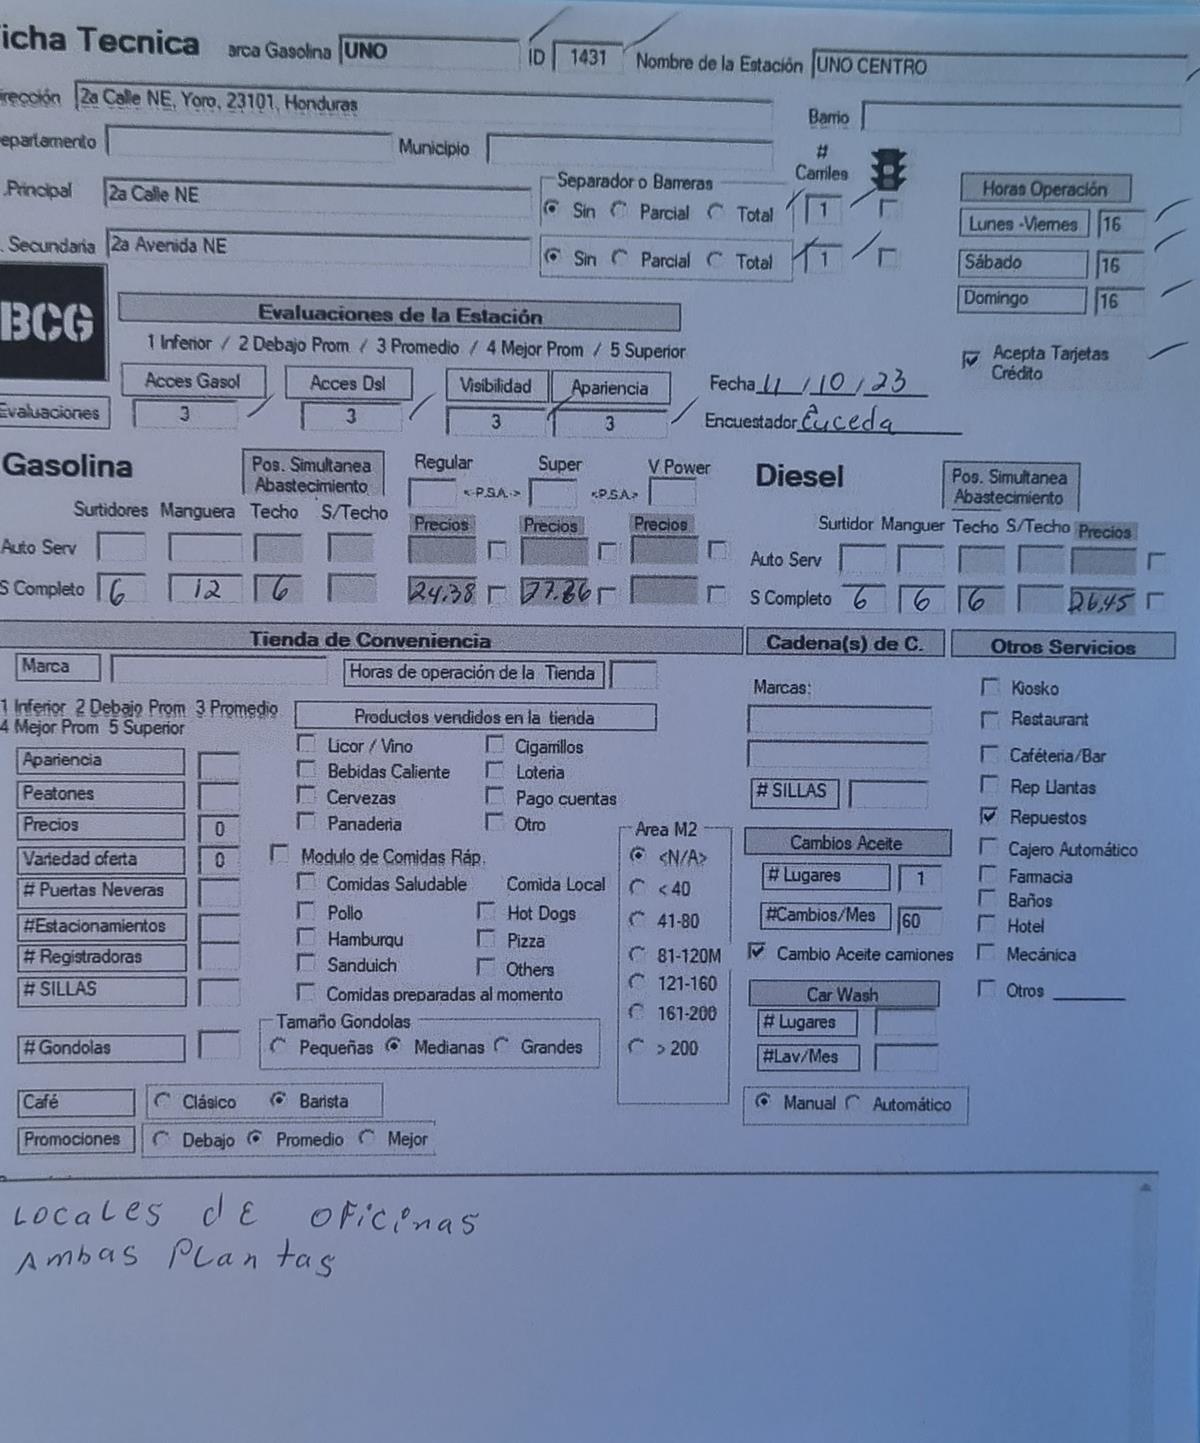 icha Tecnica arca Gasolina UNO ID 1431 Nombre de la Estación UNO CENTRO
irección 2a Calle NE, Yoro, 23101, Honduras Barrio
epartamento Municipio # Carriles
.Principal 2a Calle NE Separador o Barreras Sin Parcial Total 1 Horas Operación
. Secundaria 2a Avenida NE Sin Parcial Total 1 Lunes -Viernes 16
Sábado 16
Domingo 16
BCG Evaluaciones de la Estación
1 Inferior / 2 Debajo Prom / 3 Promedio / 4 Mejor Prom / 5 Superior Acepta Tarjetas Crédito
Acces Gasol Acces Dsl Visibilidad Apariencia Fecha 11/10/23
Evaluaciones 3 3 3 3 Encuestador Euceda
Gasolina Pos. Simultanea Abastecimiento Regular Super V Power Diesel Pos. Simultanea Abastecimiento
<-P.S.A.-> <-P.S.A.>
Surtidores Manguera Techo S/Techo Precios Precios Precios Surtidor Manguer Techo S/Techo Precios
Auto Serv Auto Serv
S Completo 6 12 6 24.38 27.86 S Completo 6 6 6 26.45
Tienda de Conveniencia Cadena(s) de C. Otros Servicios
Marca Horas de operación de la Tienda Marcas: Kiosko
1 Inferior 2 Debajo Prom 3 Promedio
4 Mejor Prom 5 Superior Productos vendidos en la tienda Restaurant
Apariencia Licor / Vino Cigarrillos Caféteria/Bar
Peatones Bebidas Caliente Loteria # SILLAS Rep Llantas
Precios 0 Cervezas Pago cuentas Repuestos
Panaderia Otro Area M2 Cambios Aceite Cajero Automático
Variedad oferta 0 Modulo de Comidas Ráp. <N/A> # Lugares 1 Farmacia
# Puertas Neveras Comidas Saludable Comida Local < 40 Baños
#Estacionamientos Pollo Hot Dogs 41-80 #Cambios/Mes 60 Hotel
# Registradoras Hamburqu Pizza 81-120M Cambio Aceite camiones Mecánica
# SILLAS Sanduich Others 121-160 Car Wash Otros
Comidas preparadas al momento 161-200 # Lugares
# Gondolas Tamaño Gondolas Pequeñas Medianas Grandes > 200 #Lav/Mes
Café Clásico Barista Manual Automático
Promociones Debajo Promedio Mejor
Locales de oficinas
Ambas Plantas